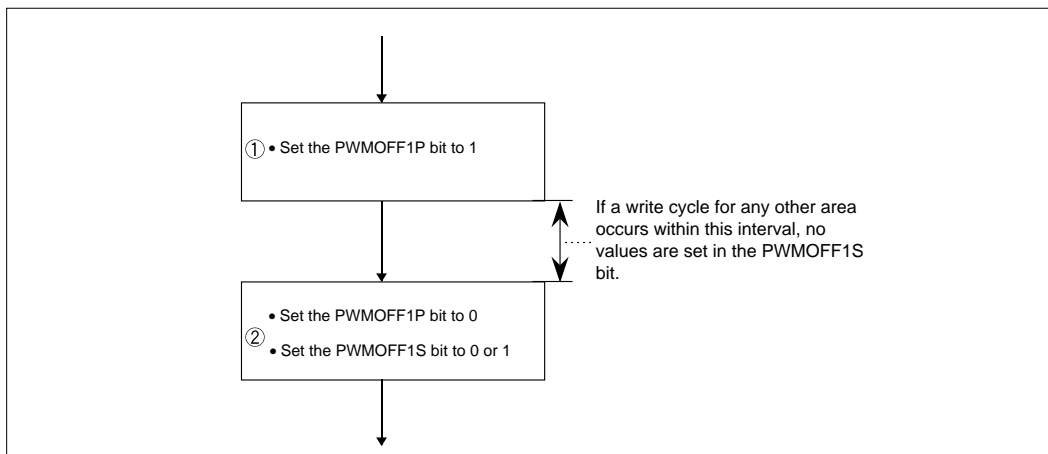 ① • Set the PWMOFF1P bit to 1
If a write cycle for any other area
occurs within this interval, no
values are set in the PWMOFF1S
bit.
② • Set the PWMOFF1P bit to 0
• Set the PWMOFF1S bit to 0 or 1